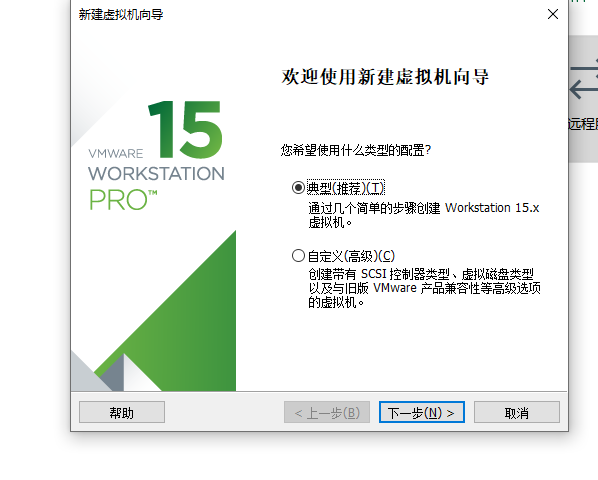 新建虚拟机向导
欢迎使用新建虚拟机向导
15
VMWARE
WORKSTATION
PRO™
您希望使用什么类型的配置?
典型(推荐)(T)
通过几个简单的步骤创建 Workstation 15.x
虚拟机。
自定义(高级)(C)
创建带有 SCSI 控制器类型、虚拟磁盘类型
以及与旧版 VMware 产品兼容性等高级选项
的虚拟机。
远程
帮助
< 上一步(B)
下一步(N) >
取消